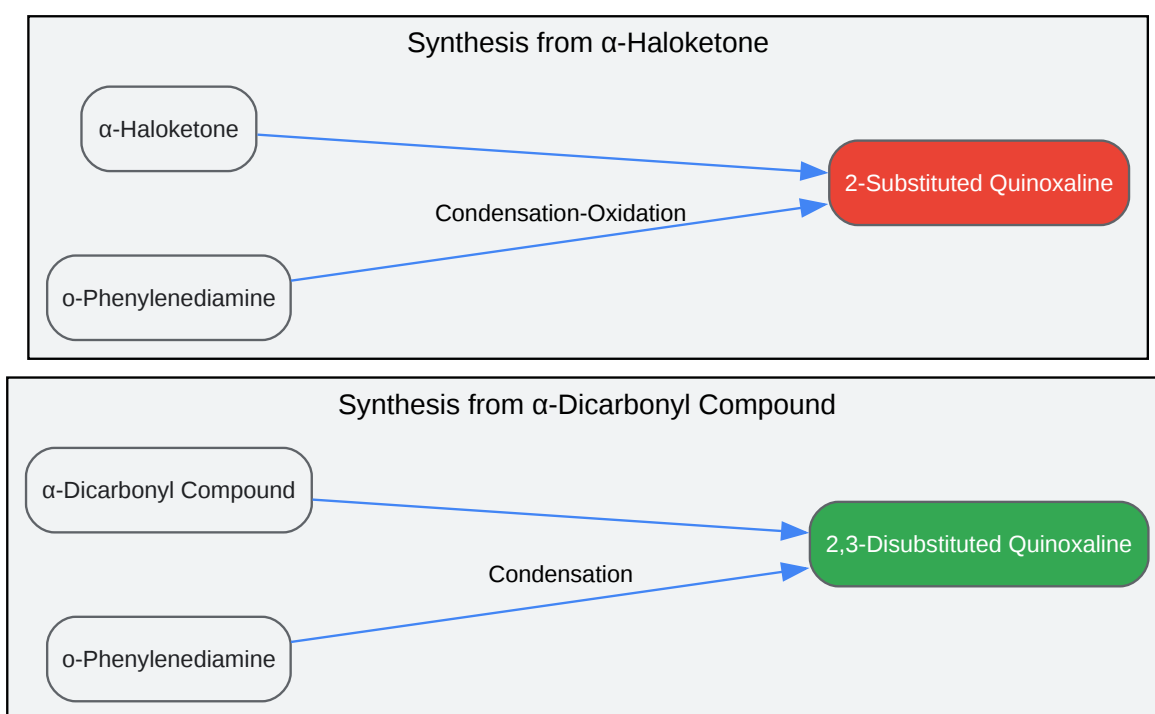 Synthesis from α-Haloketone
α-Haloketone
2-Substituted Quinoxaline
Condensation-Oxidation
o-Phenylenediamine
Synthesis from α-Dicarbonyl Compound
α-Dicarbonyl Compound
2,3-Disubstituted Quinoxaline
Condensation
o-Phenylenediamine